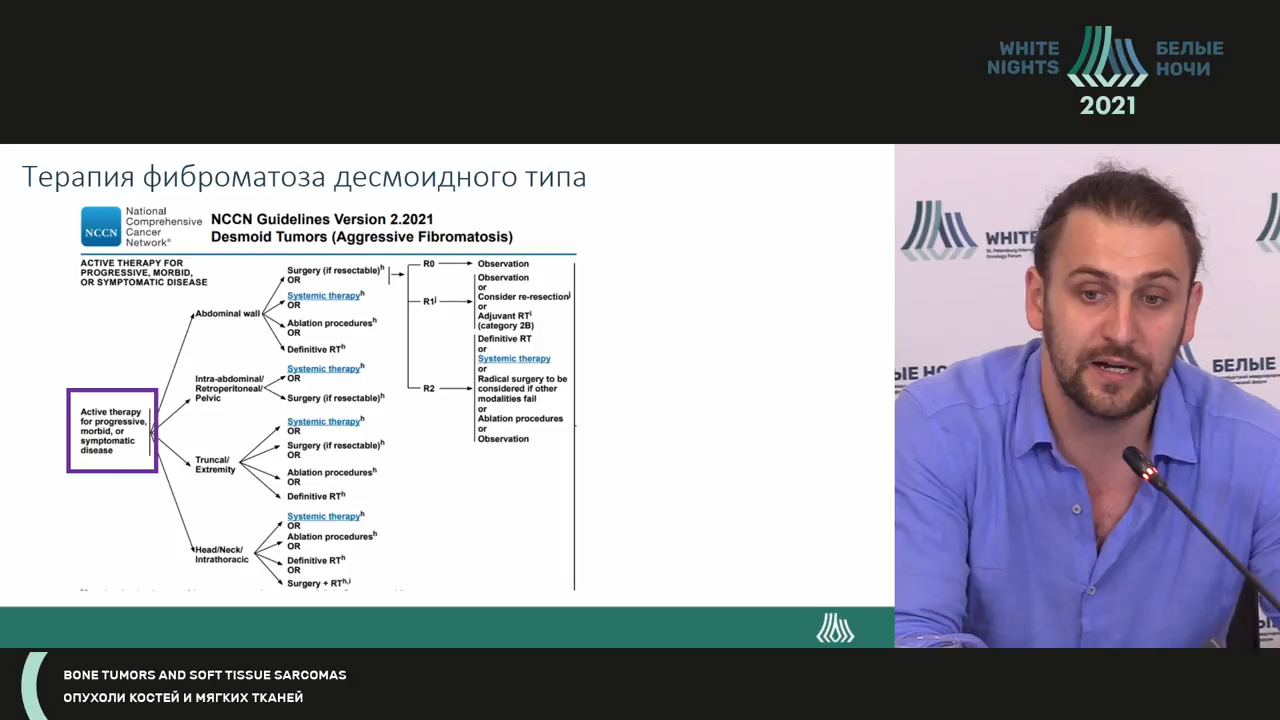 WHITE
NIGHTS
БЕЛЫЕ
НОЧИ
2021
Терапия фиброматоза десмоидного типа
NCCN
National
Comprehensive
Cancer
Network®
NCCN Guidelines Version 2.2021
Desmoid Tumors (Aggressive Fibromatosis)
ACTIVE THERAPY FOR
PROGRESSIVE, MORBID,
OR SYMPTOMATIC DISEASE
Active therapy
for progressive,
morbid, or
symptomatic
disease
Abdominal wall
Surgery (if resectable)h
OR
Systemic therapyh
OR
Ablation proceduresh
OR
Definitive RTh
Intra-abdominal/
Retroperitoneal/
Pelvic
Systemic therapyh
OR
Surgery (if resectable)h
Truncal/
Extremity
Systemic therapyh
OR
Surgery (if resectable)h
OR
Ablation proceduresh
OR
Definitive RTh
Head/Neck/
Intrathoracic
Systemic therapyh
OR
Ablation proceduresh
OR
Definitive RTh
OR
Surgery + RTh,i
R0
Observation
R1j
Observation
or
Consider re-resectionj
or
Adjuvant RTi
(category 2B)
R2
Definitive RT
or
Systemic therapy
or
Radical surgery to be
considered if other
modalities fail
or
Ablation procedures
or
Observation
WHITE
БЕЛЫЕ
BONE TUMORS AND SOFT TISSUE SARCOMAS
ОПУХОЛИ КОСТЕЙ И МЯГКИХ ТКАНЕЙ